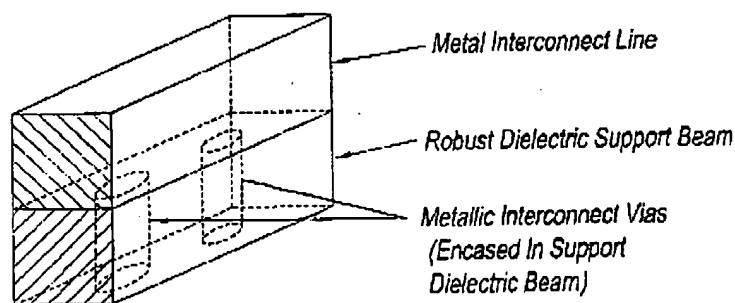 Metal Interconnect Line
Robust Dielectric Support Beam
Metallic Interconnect Vias
(Encased In Support
Dielectric Beam)